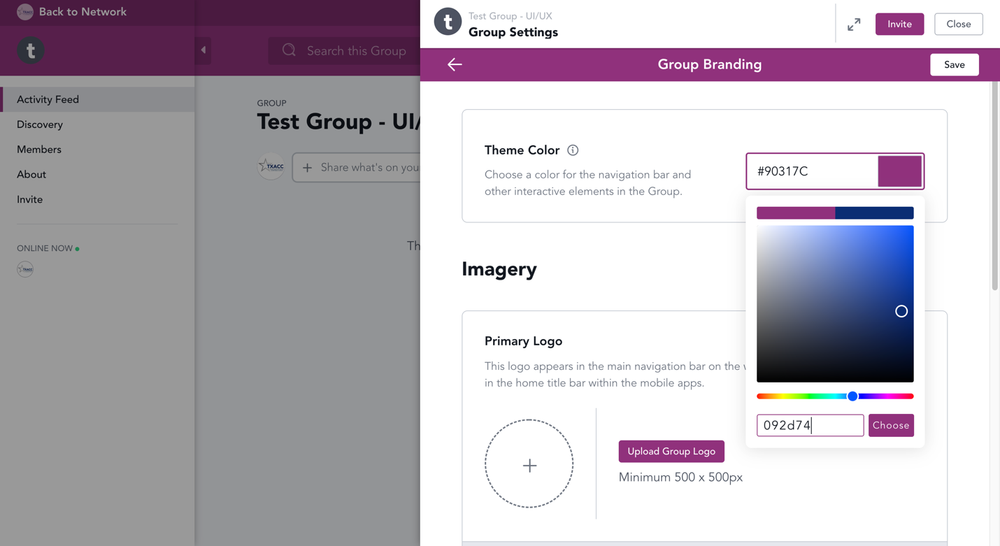 Back to Network
t
Search this Group
Activity Feed
Discovery
Members
About
Invite
ONLINE NOW
TXACC
GROUP
Test Group - UI/
TXACC
+ Share what's on you
Th
t
Test Group - UI/UX
Group Settings
Invite
Close
Group Branding
Save
Theme Color
Choose a color for the navigation bar and
other interactive elements in the Group.
#90317C
092d74
Choose
Imagery
Primary Logo
This logo appears in the main navigation bar on the
in the home title bar within the mobile apps.
+
Upload Group Logo
Minimum 500 x 500px